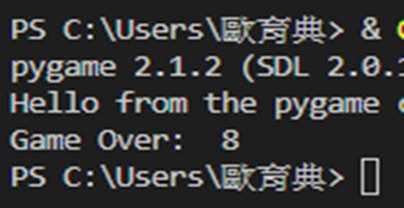 PS C:\Users\歐育典> &
pygame 2.1.2 (SDL 2.0.
Hello from the pygame
Game Over:  8
PS C:\Users\歐育典>